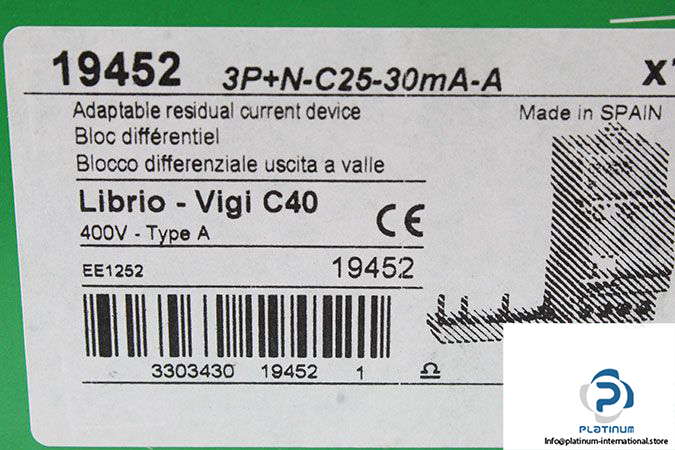 19452 3P+N-C25-30mA-A x1
Adaptable residual current device Made in SPAIN
Bloc différentiel
Blocco differenziale uscita a valle
Librio - Vigi C40
CE
400V - Type A
EE1252 19452
3303430 19452 1
PLATINUM
Info@platinum-international.store